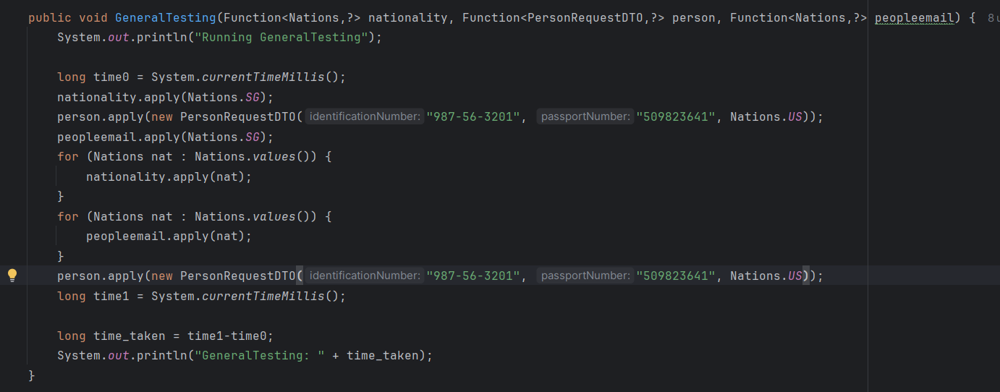 public void GeneralTesting(Function<Nations,?> nationality, Function<PersonRequestDTO,?> person, Function<Nations,?> peopleemail) { 8u
System.out.println("Running GeneralTesting");
long time0 = System.currentTimeMillis();
nationality.apply(Nations.SG);
person.apply(new PersonRequestDTO( identificationNumber: "987-56-3201", passportNumber: "509823641", Nations.US));
peopleemail.apply(Nations.SG);
for (Nations nat : Nations.values()) {
nationality.apply(nat);
}
for (Nations nat : Nations.values()) {
peopleemail.apply(nat);
}
person.apply(new PersonRequestDTO( identificationNumber: "987-56-3201", passportNumber: "509823641", Nations.US));
long time1 = System.currentTimeMillis();
long time_taken = time1-time0;
System.out.println("GeneralTesting: " + time_taken);
}